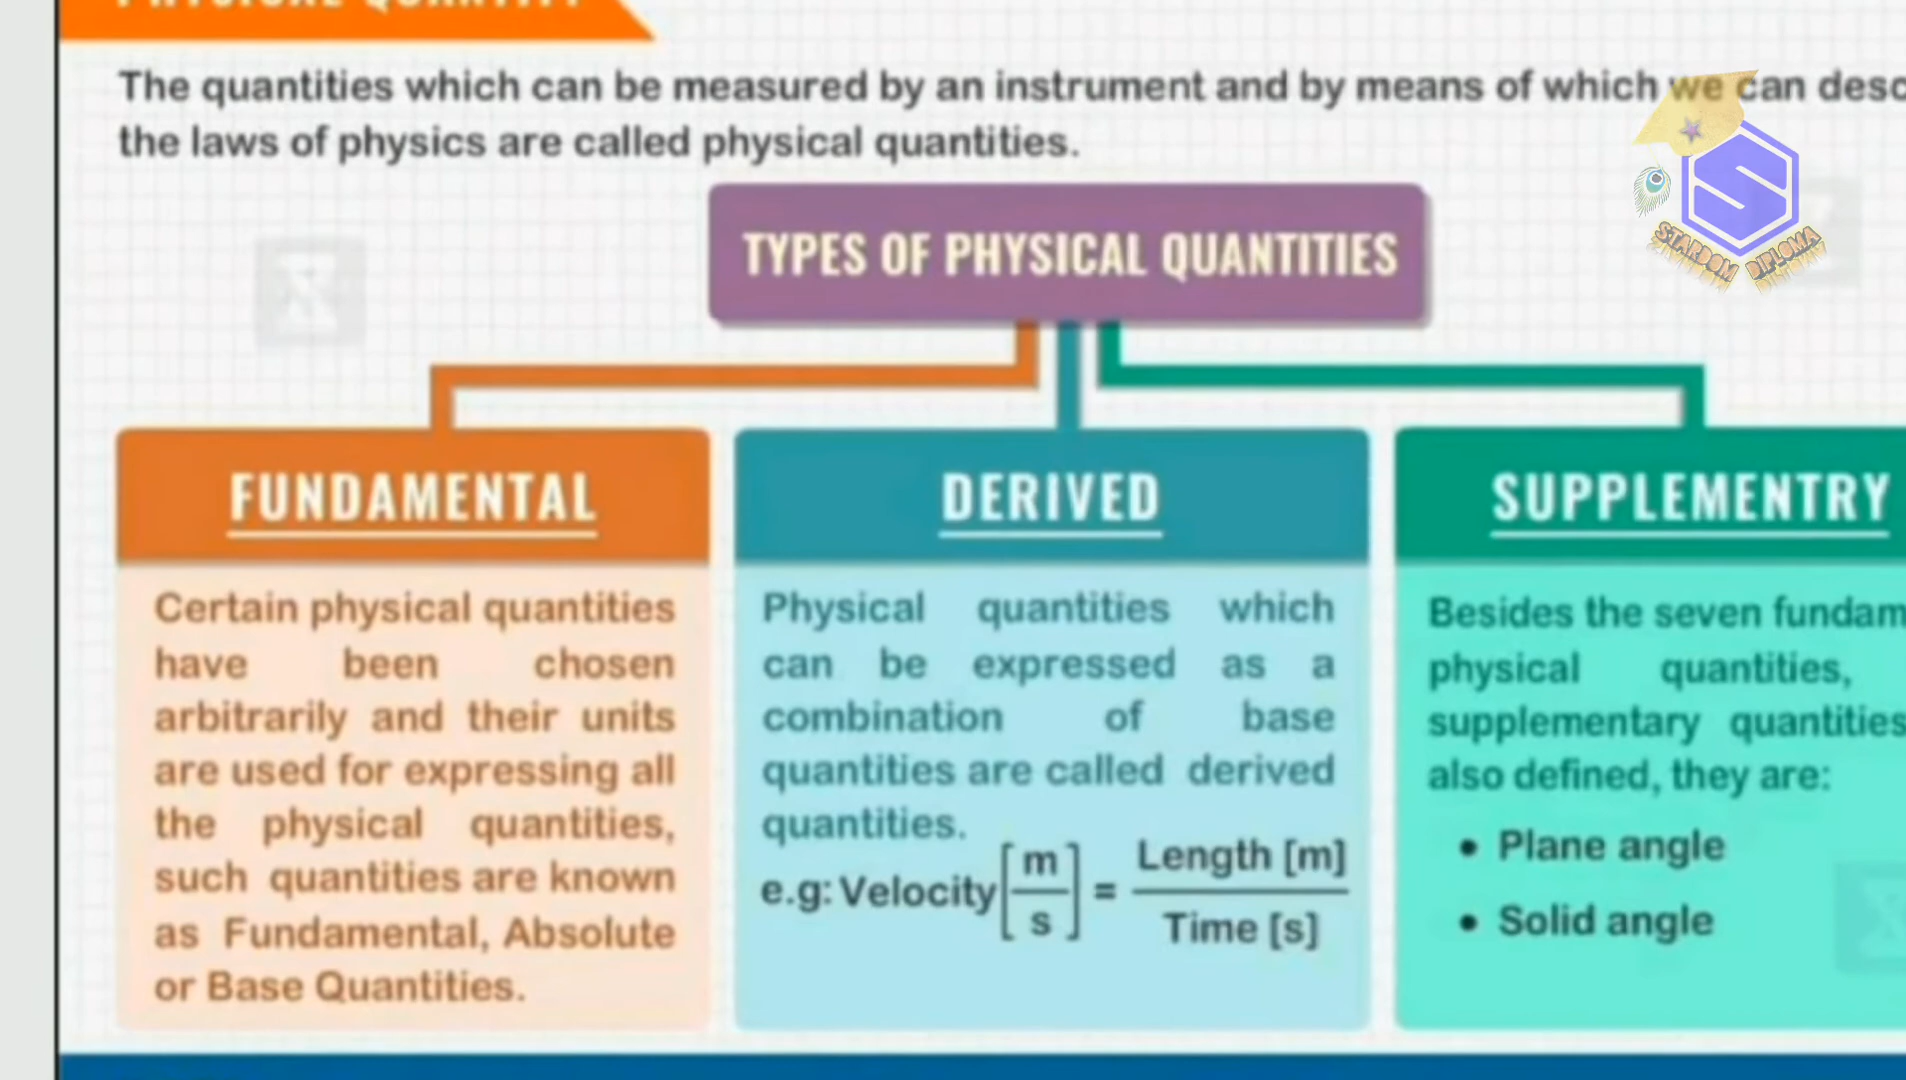 PHYSICAL QUANTITY
The quantities which can be measured by an instrument and by means of which we can desc
the laws of physics are called physical quantities.
STARDOM DIPLOMA
TYPES OF PHYSICAL QUANTITIES
FUNDAMENTAL
Certain physical quantities
have been chosen
arbitrarily and their units
are used for expressing all
the physical quantities,
such quantities are known
as Fundamental, Absolute
or Base Quantities.
DERIVED
Physical quantities which
can be expressed as a
combination of base
quantities are called derived
quantities.
e.g: Velocity [m/s] = Length [m] / Time [s]
SUPPLEMENTRY
Besides the seven fundam
physical quantities,
supplementary quantities
also defined, they are:
• Plane angle
• Solid angle